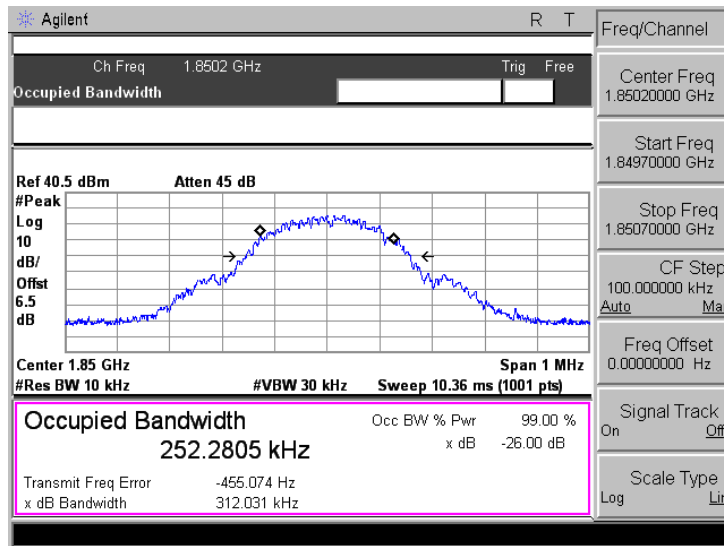 Agilent R T
Ch Freq 1.8502 GHz Trig Free
Occupied Bandwidth
Ref 40.5 dBm Atten 45 dB
#Peak
Log
10
dB/
Offst
6.5
dB
Center 1.85 GHz Span 1 MHz
#Res BW 10 kHz #VBW 30 kHz Sweep 10.36 ms (1001 pts)
Occupied Bandwidth Occ BW % Pwr 99.00 %
252.2805 kHz x dB -26.00 dB
Transmit Freq Error -455.074 Hz
x dB Bandwidth 312.031 kHz
Freq/Channel
Center Freq
1.85020000 GHz
Start Freq
1.84970000 GHz
Stop Freq
1.85070000 GHz
CF Step
100.000000 kHz
Auto Ma
Freq Offset
0.00000000 Hz
Signal Track
On Off
Scale Type
Log Lin